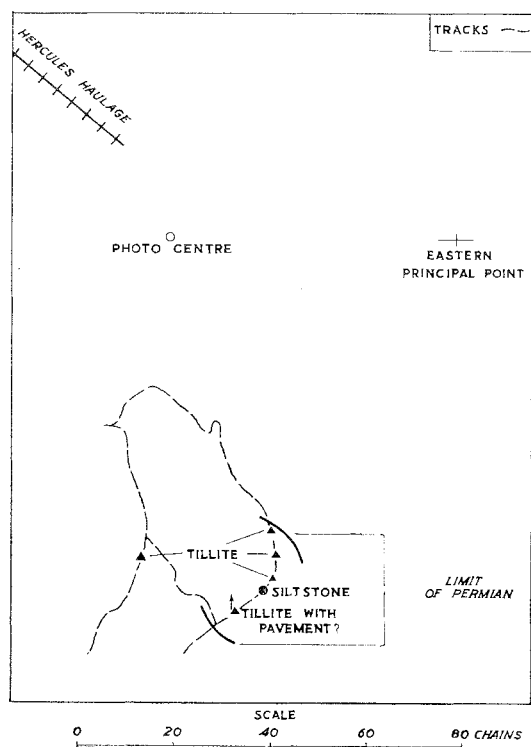 TRACKS
HERCULES HAULAGE
PHOTO CENTRE
EASTERN
PRINCIPAL POINT
TILLITE
SILTSTONE
TILLITE WITH
PAVEMENT?
LIMIT
OF PERMIAN
SCALE
0 20 40 60 80 CHAINS